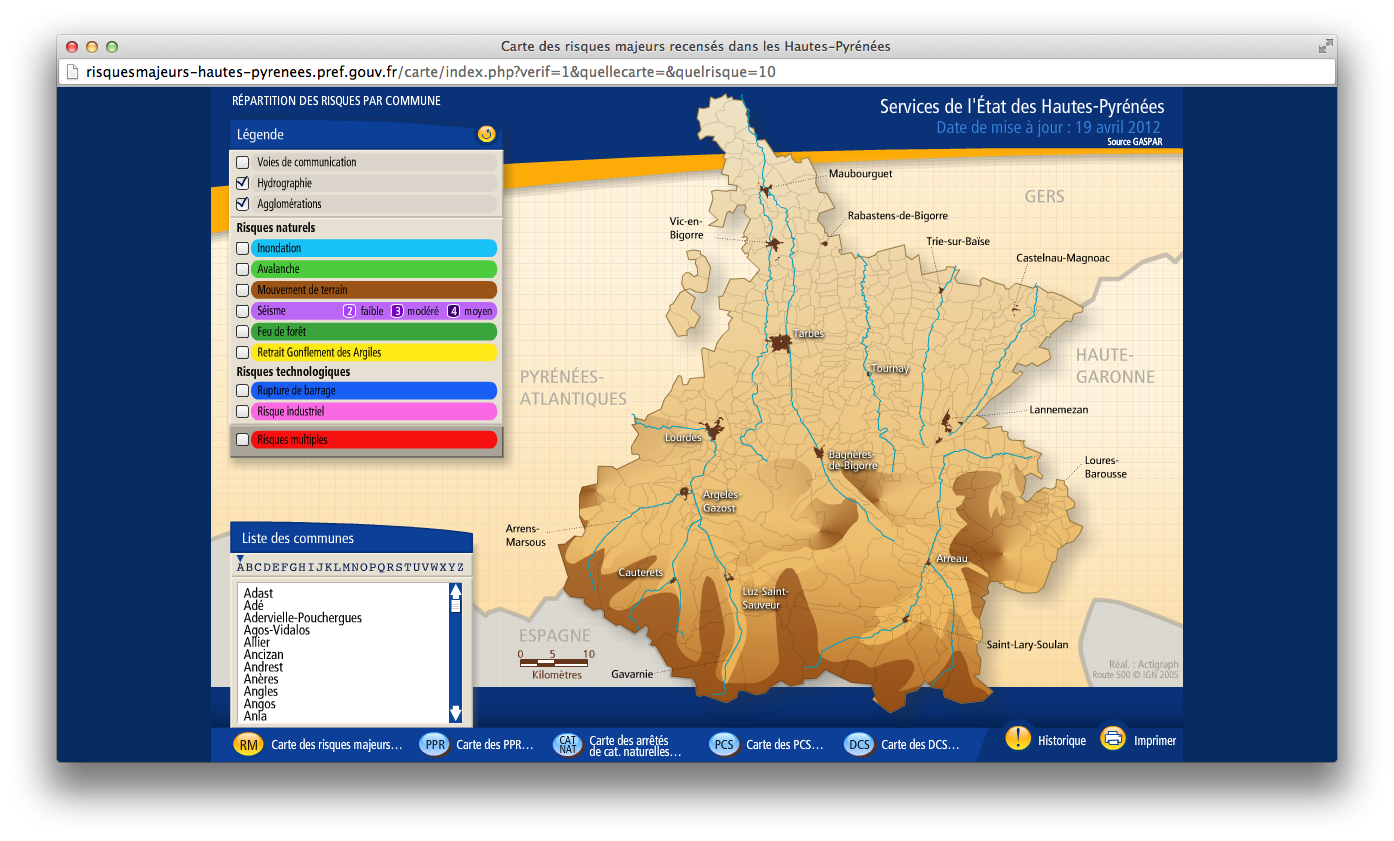 Carte des risques majeurs recensés dans les Hautes-Pyrénées
risquesmajeurs-hautes-pyrenees.pref.gouv.fr/carte/index.php?verif=1&quellecarte=&quelrisque=10
RÉPARTITION DES RISQUES PAR COMMUNE
Services de l'État des Hautes-Pyrénées
Date de mise à jour : 19 avril 2012
Source GASPAR
Légende
Voies de communication
Hydrographie
Agglomérations
Risques naturels
Inondation
Avalanche
Mouvement de terrain
Séisme 2 faible 3 modéré 4 moyen
Feu de forêt
Retrait Gonflement des Argiles
Risques technologiques
Rupture de barrage
Risque industriel
Risques multiples
Maubourguet
GERS
Rabastens-de-Bigorre
Vic-en-
Bigorre
Trie-sur-Baïse
Castelnau-Magnoac
Tarbes
HAUTE-
GARONNE
Tournay
PYRÉNÉES-
ATLANTIQUES
Lannemezan
Lourdes
Bagnères-
de-Bigorre
Loures-
Barousse
Argelès-
Gazost
Arrens-
Marsous
Arreau
Cauterets
Luz-Saint-
Sauveur
ESPAGNE
Saint-Lary-Soulan
0 5 10
Kilomètres
Gavarnie
Réal. : Actigraph
Route 500 © IGN 2005
Liste des communes
ABCDEFGHIJKLMNOPQRSTUVWXYZ
Adast
Adé
Adervielle-Pouchergues
Agos-Vidalos
Allier
Ancizan
Andrest
Anères
Angles
Angos
Anla
RM Carte des risques majeurs...
PPR Carte des PPR...
CAT
NAT
Carte des arrêtés
de cat. naturelles...
PCS Carte des PCS...
DCS Carte des DCS...
! Historique
Imprimer